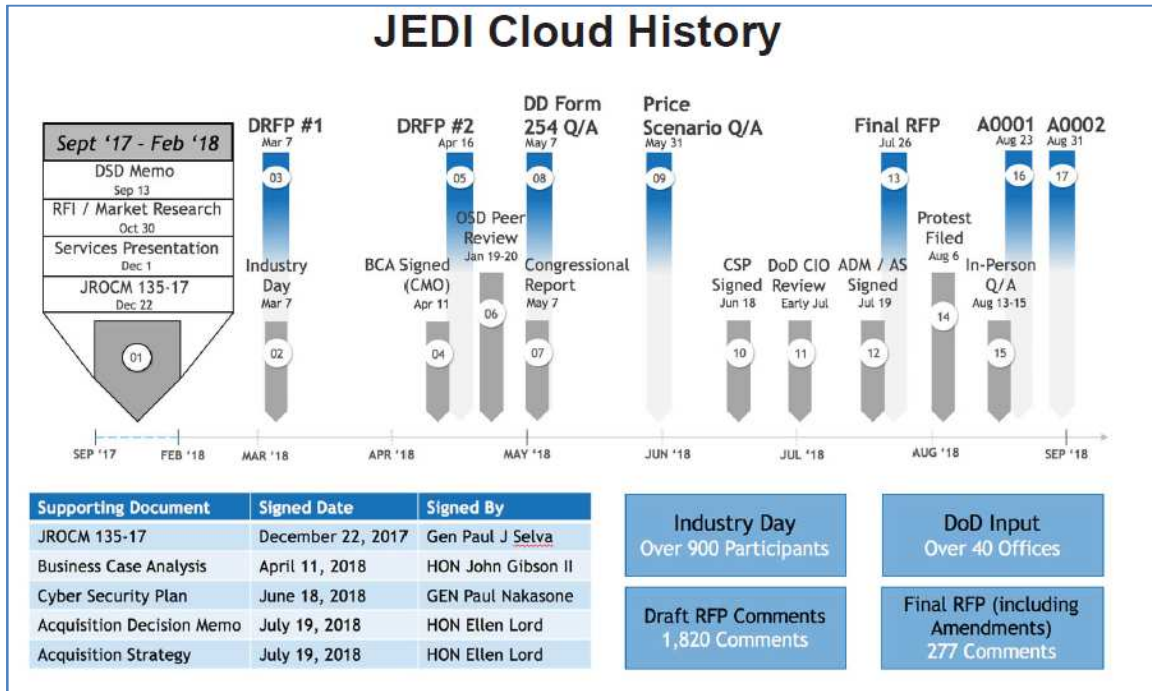 JEDI Cloud History
Sept '17 - Feb '18
DSD Memo
Sep 13
RFI / Market Research
Oct 30
Services Presentation
Dec 1
JROCM 135-17
Dec 22
01
DRFP #1
Mar 7
03
Industry
Day
Mar 7
02
DRFP #2
Apr 16
05
BCA Signed
(CMO)
Apr 11
04
OSD Peer
Review
Jan 19-20
06
DD Form
254 Q/A
May 7
08
Congressional
Report
May 7
07
Price
Scenario Q/A
May 31
09
CSP
Signed
Jun 18
10
DoD CIO
Review
Early Jul
11
Final RFP
Jul 26
13
ADM / AS
Signed
Jul 19
12
Protest
Filed
Aug 6
14
A0001
Aug 23
16
In-Person
Q/A
Aug 13-15
15
A0002
Aug 31
17
SEP '17
FEB '18
MAR '18
APR '18
MAY '18
JUN '18
JUL '18
AUG '18
SEP '18
Supporting Document Signed Date Signed By
JROCM 135-17 December 22, 2017 Gen Paul J Selva
Business Case Analysis April 11, 2018 HON John Gibson II
Cyber Security Plan June 18, 2018 GEN Paul Nakasone
Acquisition Decision Memo July 19, 2018 HON Ellen Lord
Acquisition Strategy July 19, 2018 HON Ellen Lord
Industry Day
Over 900 Participants
DoD Input
Over 40 Offices
Draft RFP Comments
1,820 Comments
Final RFP (including
Amendments)
277 Comments